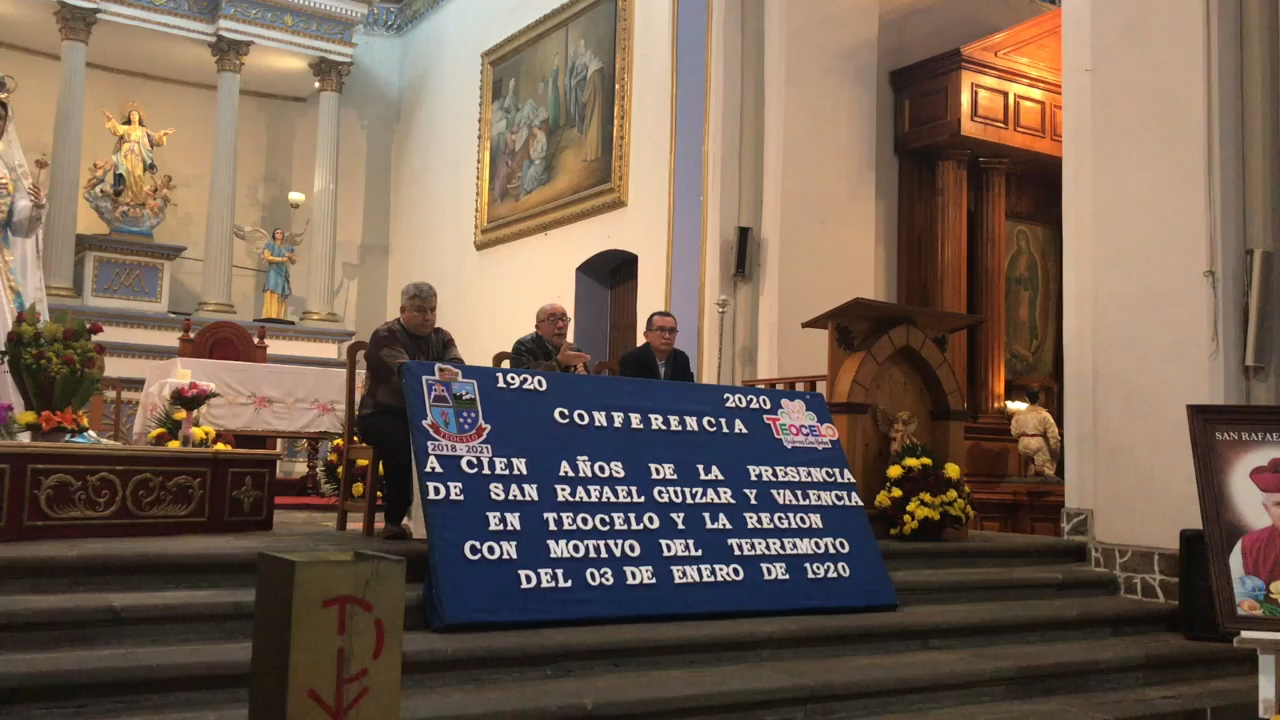 1920
2020
CONFERENCIA
TEOCELO
2018-2021
TEOCELO
A CIEN AÑOS DE LA PRESENCIA
DE SAN RAFAEL GUIZAR Y VALENCIA
EN TEOCELO Y LA REGION
CON MOTIVO DEL TERREMOTO
DEL 03 DE ENERO DE 1920
SAN RAFAE